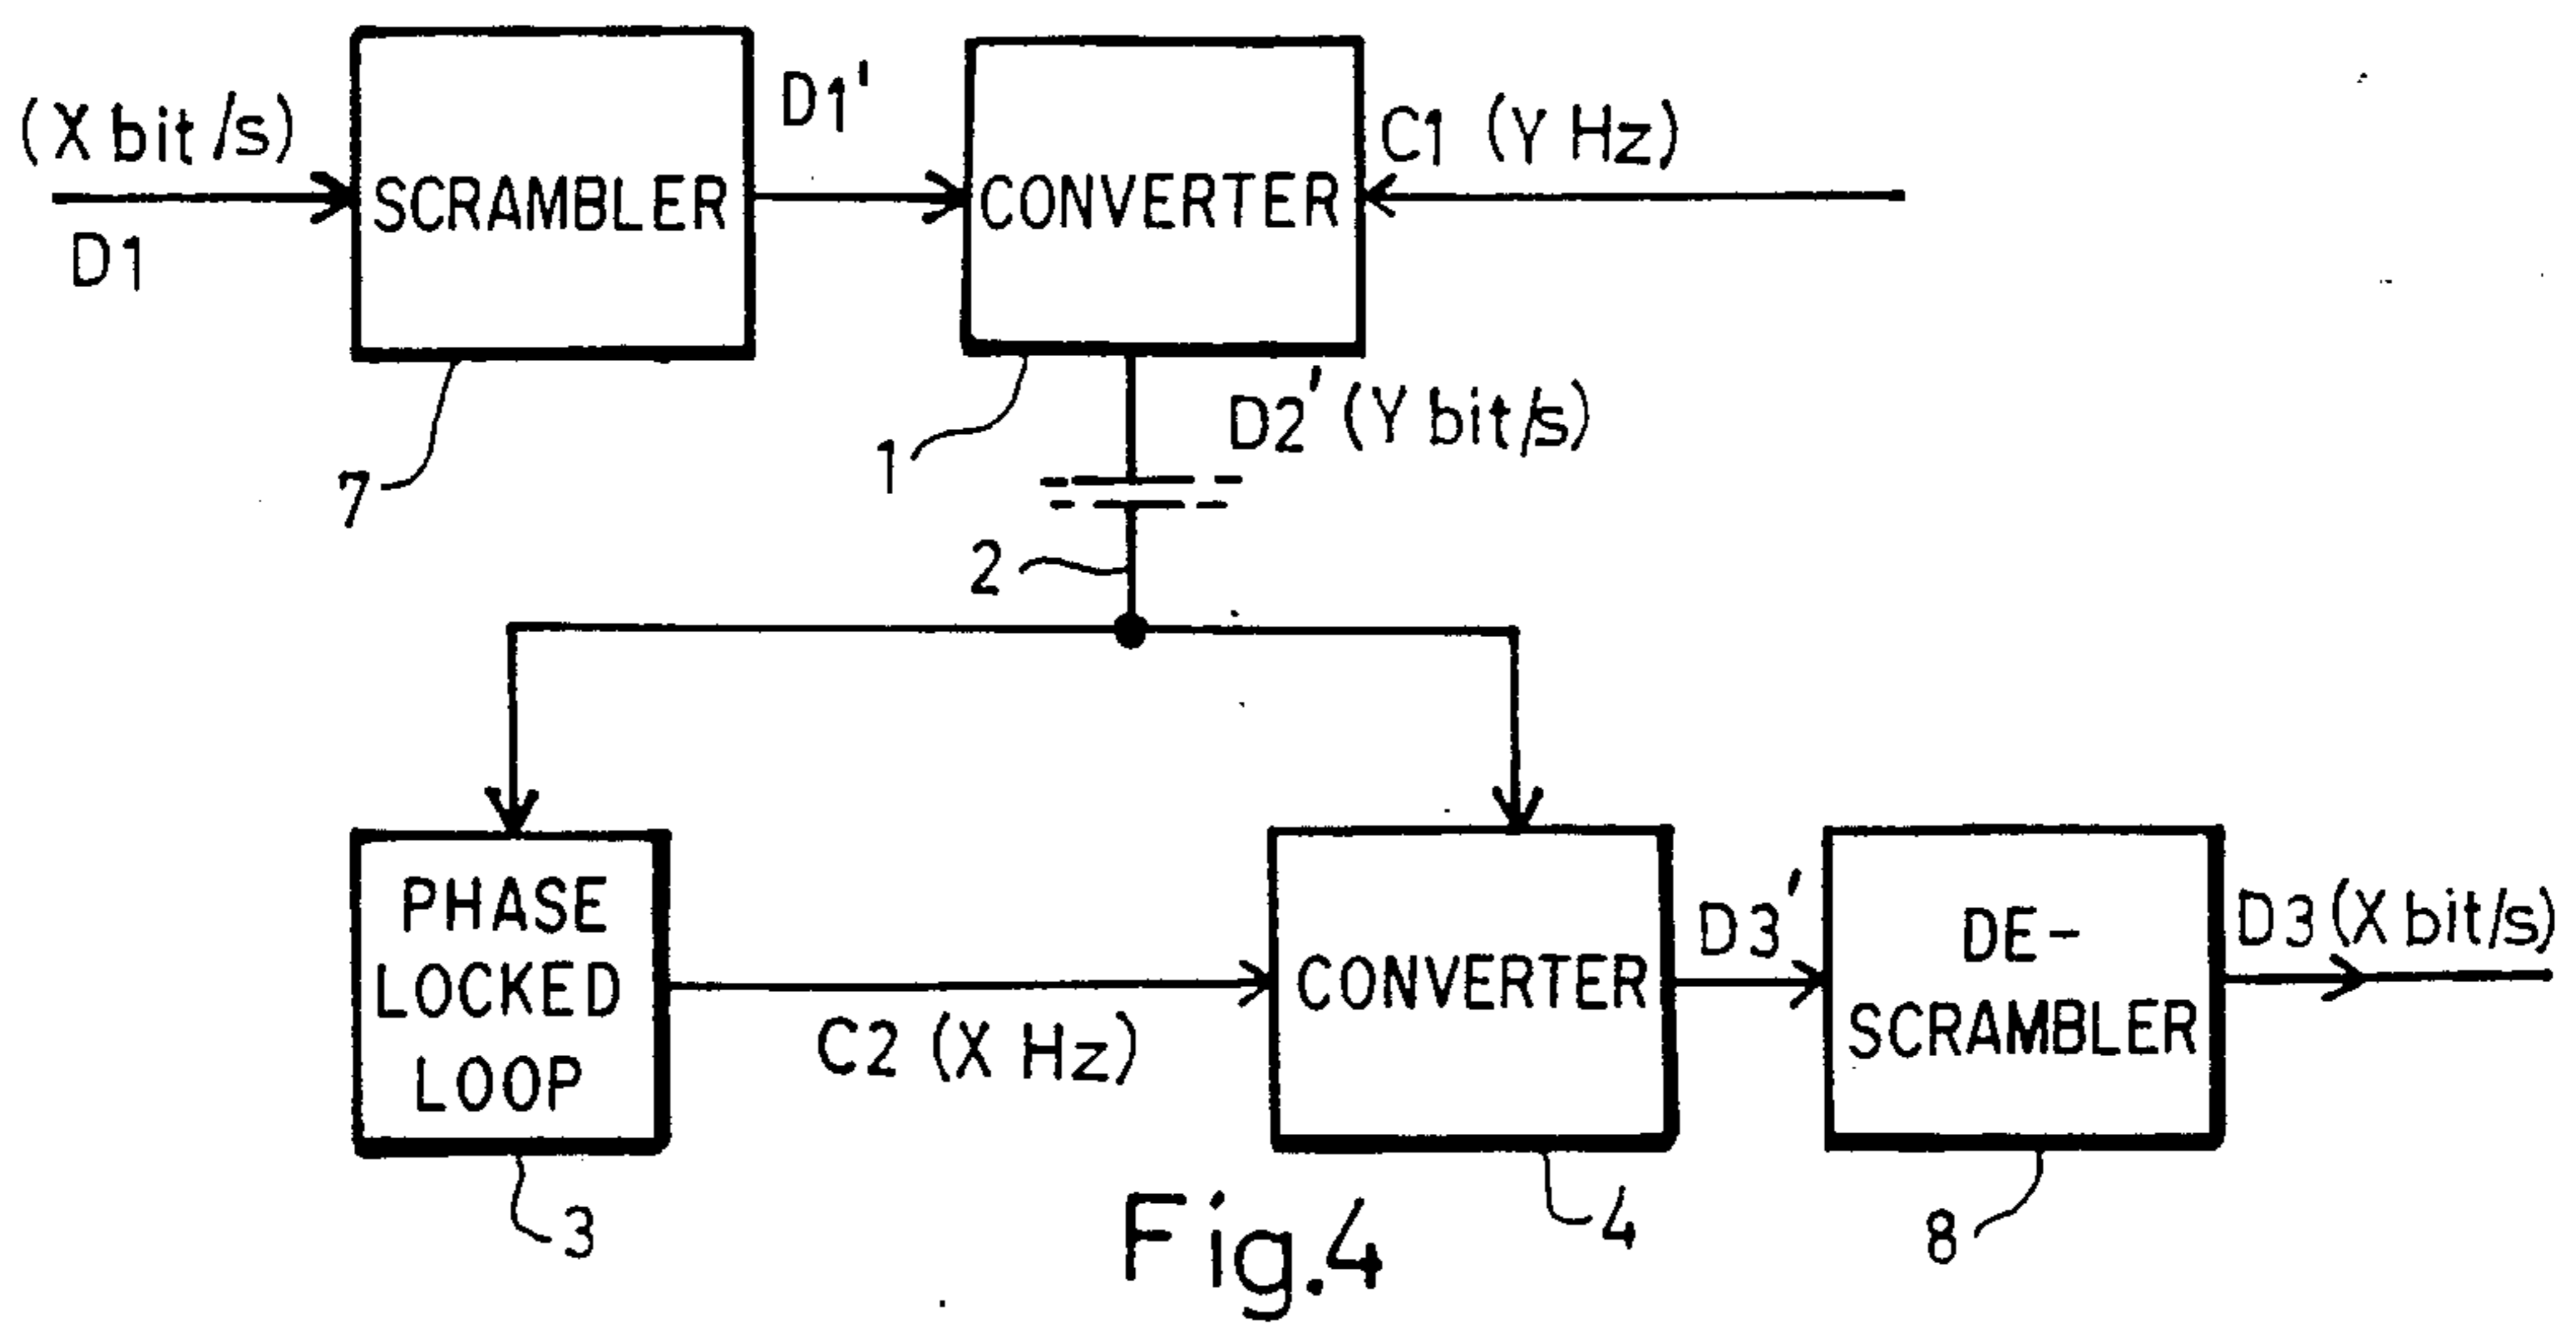 (X bit/s)
D1
SCRAMBLER
D1'
CONVERTER
C1 (Y Hz)
7
1
D2' (Y bit/s)
2
PHASE
LOCKED
LOOP
C2 (X Hz)
CONVERTER
D3'
DE-
SCRAMBLER
D3 (X bit/s)
3
4
8
Fig.4